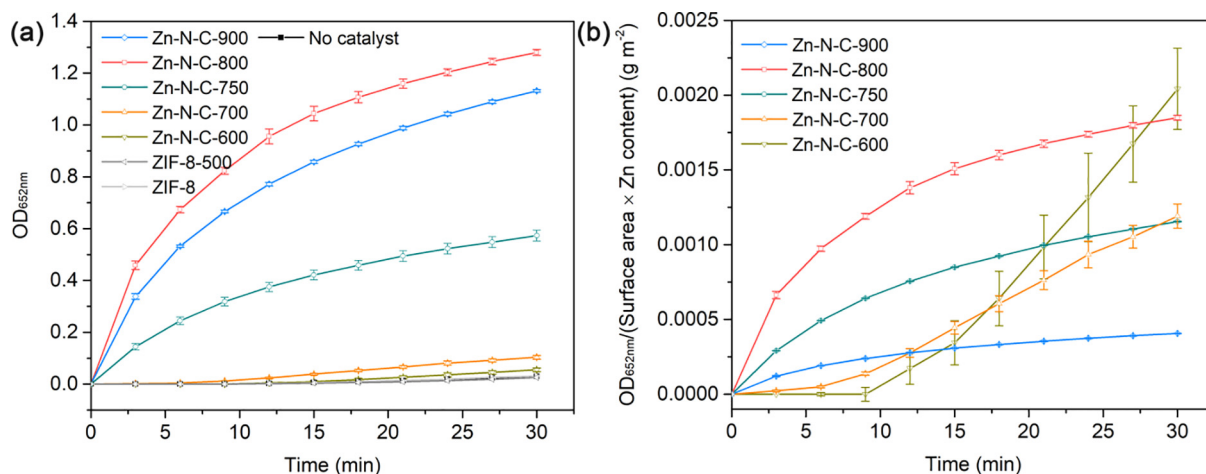 (a)
Zn-N-C-900
No catalyst
Zn-N-C-800
Zn-N-C-750
Zn-N-C-700
Zn-N-C-600
ZIF-8-500
ZIF-8
OD652nm
1.4
1.2
1.0
0.8
0.6
0.4
0.2
0.0
0
5
10
15
20
25
30
Time (min)
(b)
Zn-N-C-900
Zn-N-C-800
Zn-N-C-750
Zn-N-C-700
Zn-N-C-600
OD652nm/(Surface area × Zn content) (g m-2)
0.0025
0.0020
0.0015
0.0010
0.0005
0.0000
0
5
10
15
20
25
30
Time (min)